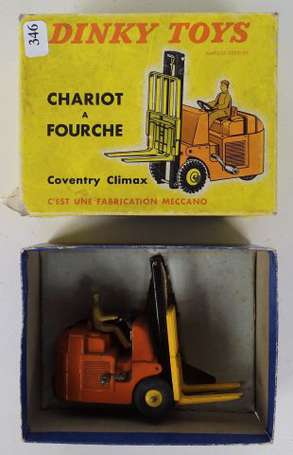 346
DINKY TOYS
CHARIOT
A
FOURCHE
Coventry Climax
C'EST UNE FABRICATION MECCANO